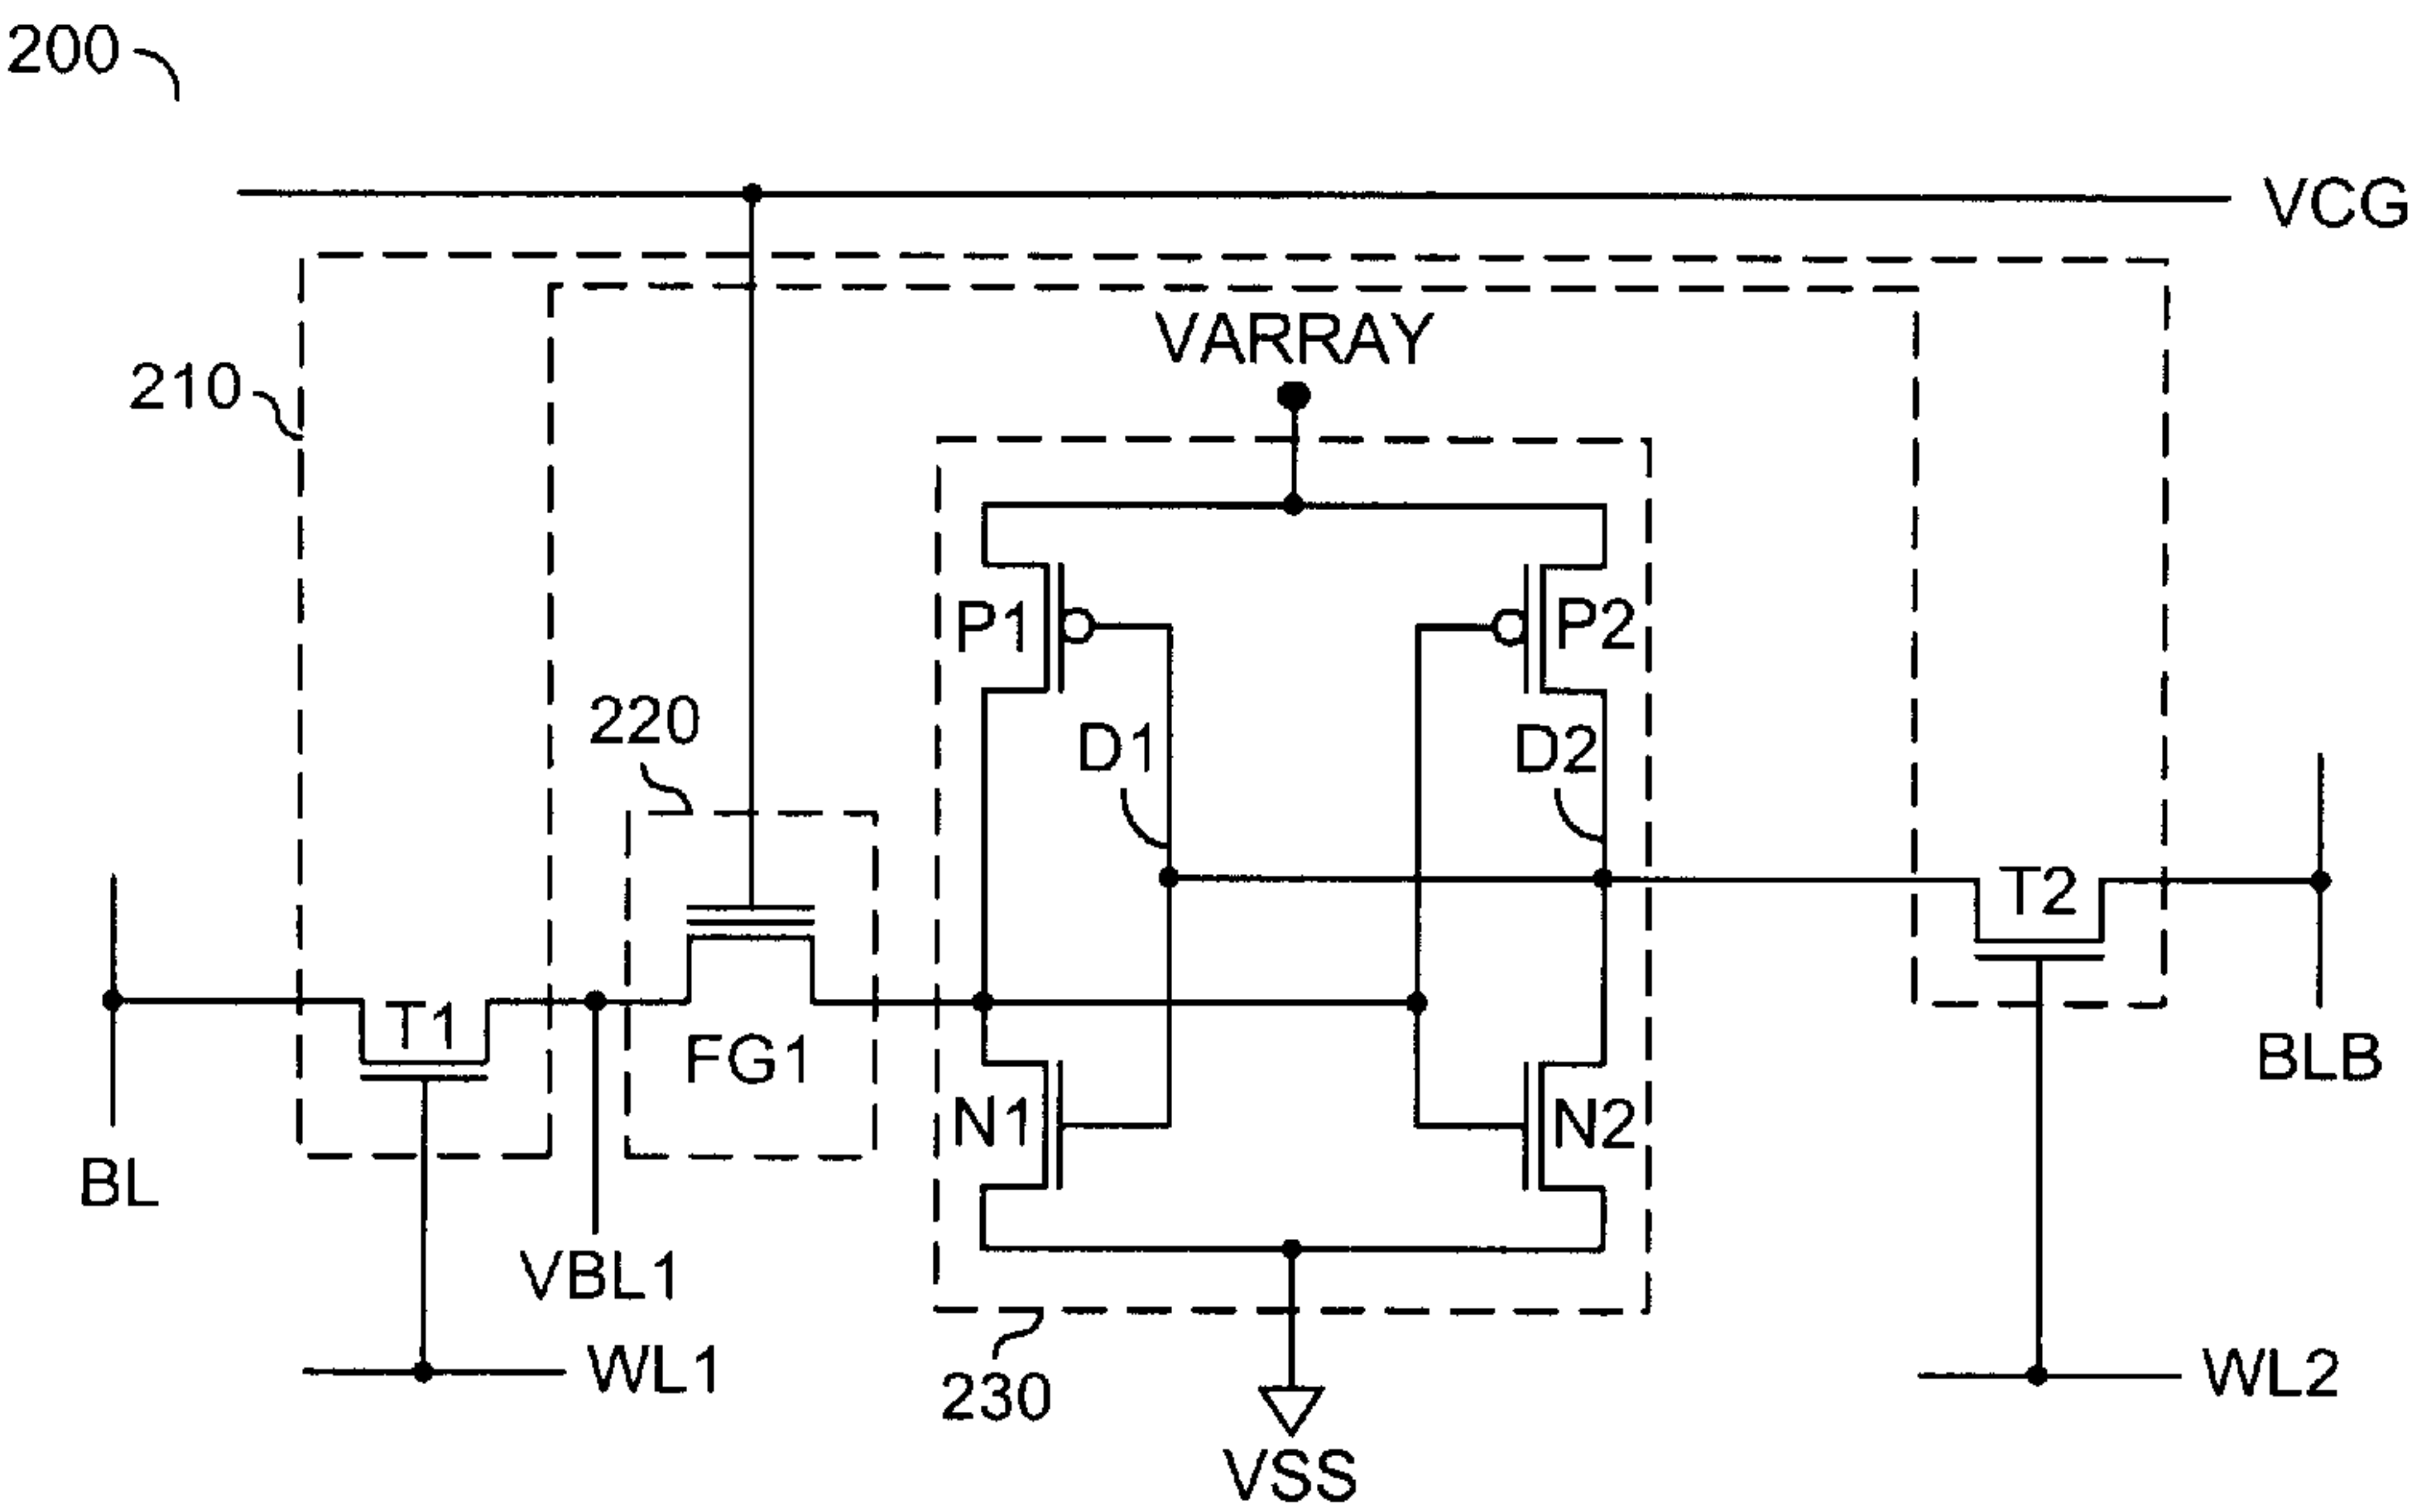 200
VCG
VARRAY
210
P1
P2
220
D1
D2
T2
T1
FG1
BLB
N1
N2
BL
VBL1
WL1
WL2
230
VSS